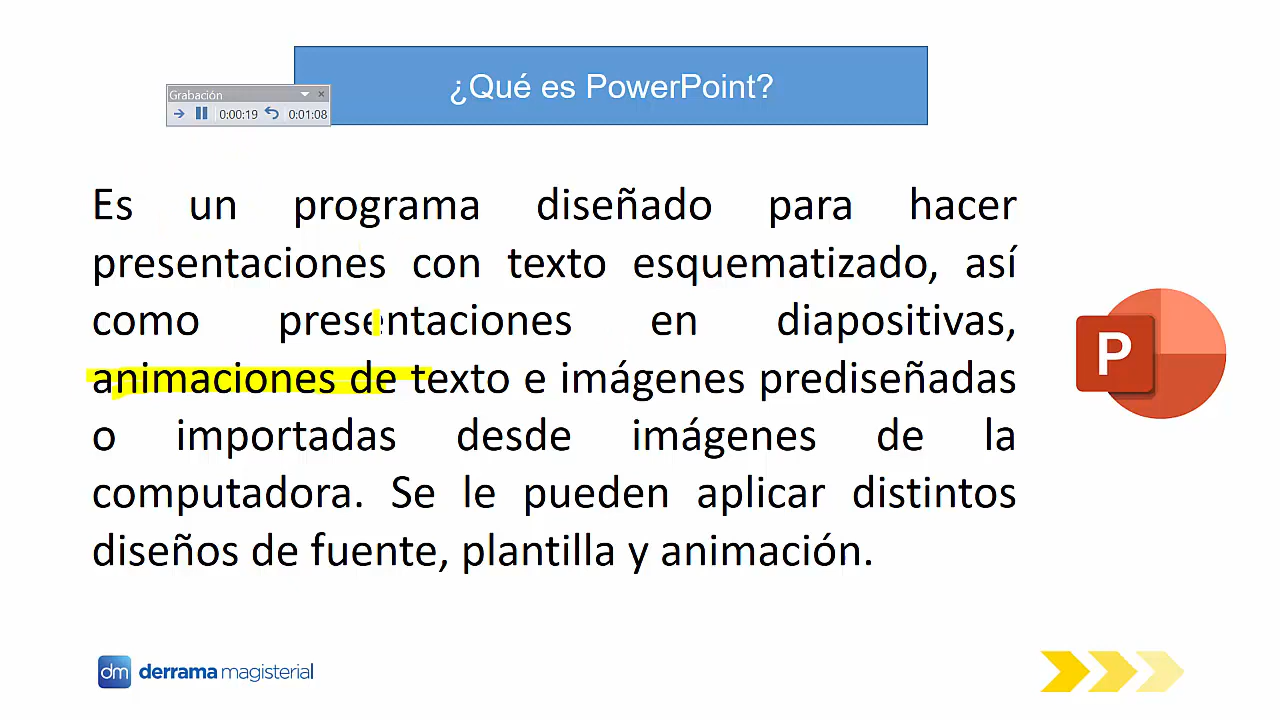 ¿Qué es PowerPoint?
Grabación
0:00:19 0:01:08
Es un programa diseñado para hacer
presentaciones con texto esquematizado, así
como presentaciones en diapositivas,
animaciones de texto e imágenes prediseñadas
o importadas desde imágenes de la
computadora. Se le pueden aplicar distintos
diseños de fuente, plantilla y animación.
P
dm derrama magisterial